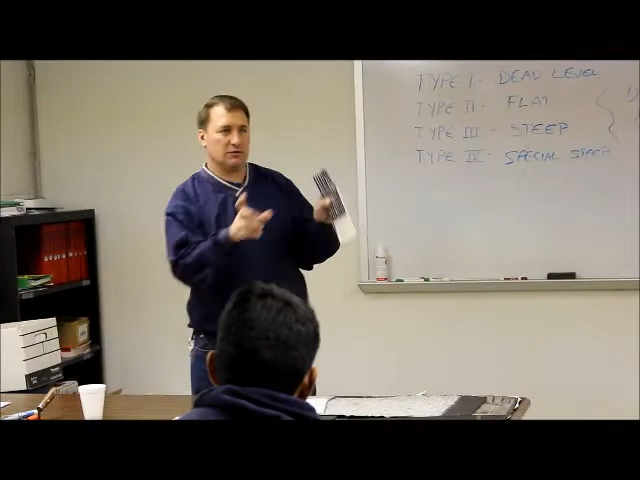 TYPE I - DEAD LEVEL
TYPE II - FLAT
TYPE III - STEEP
TYPE IV - SPECIAL STEEP